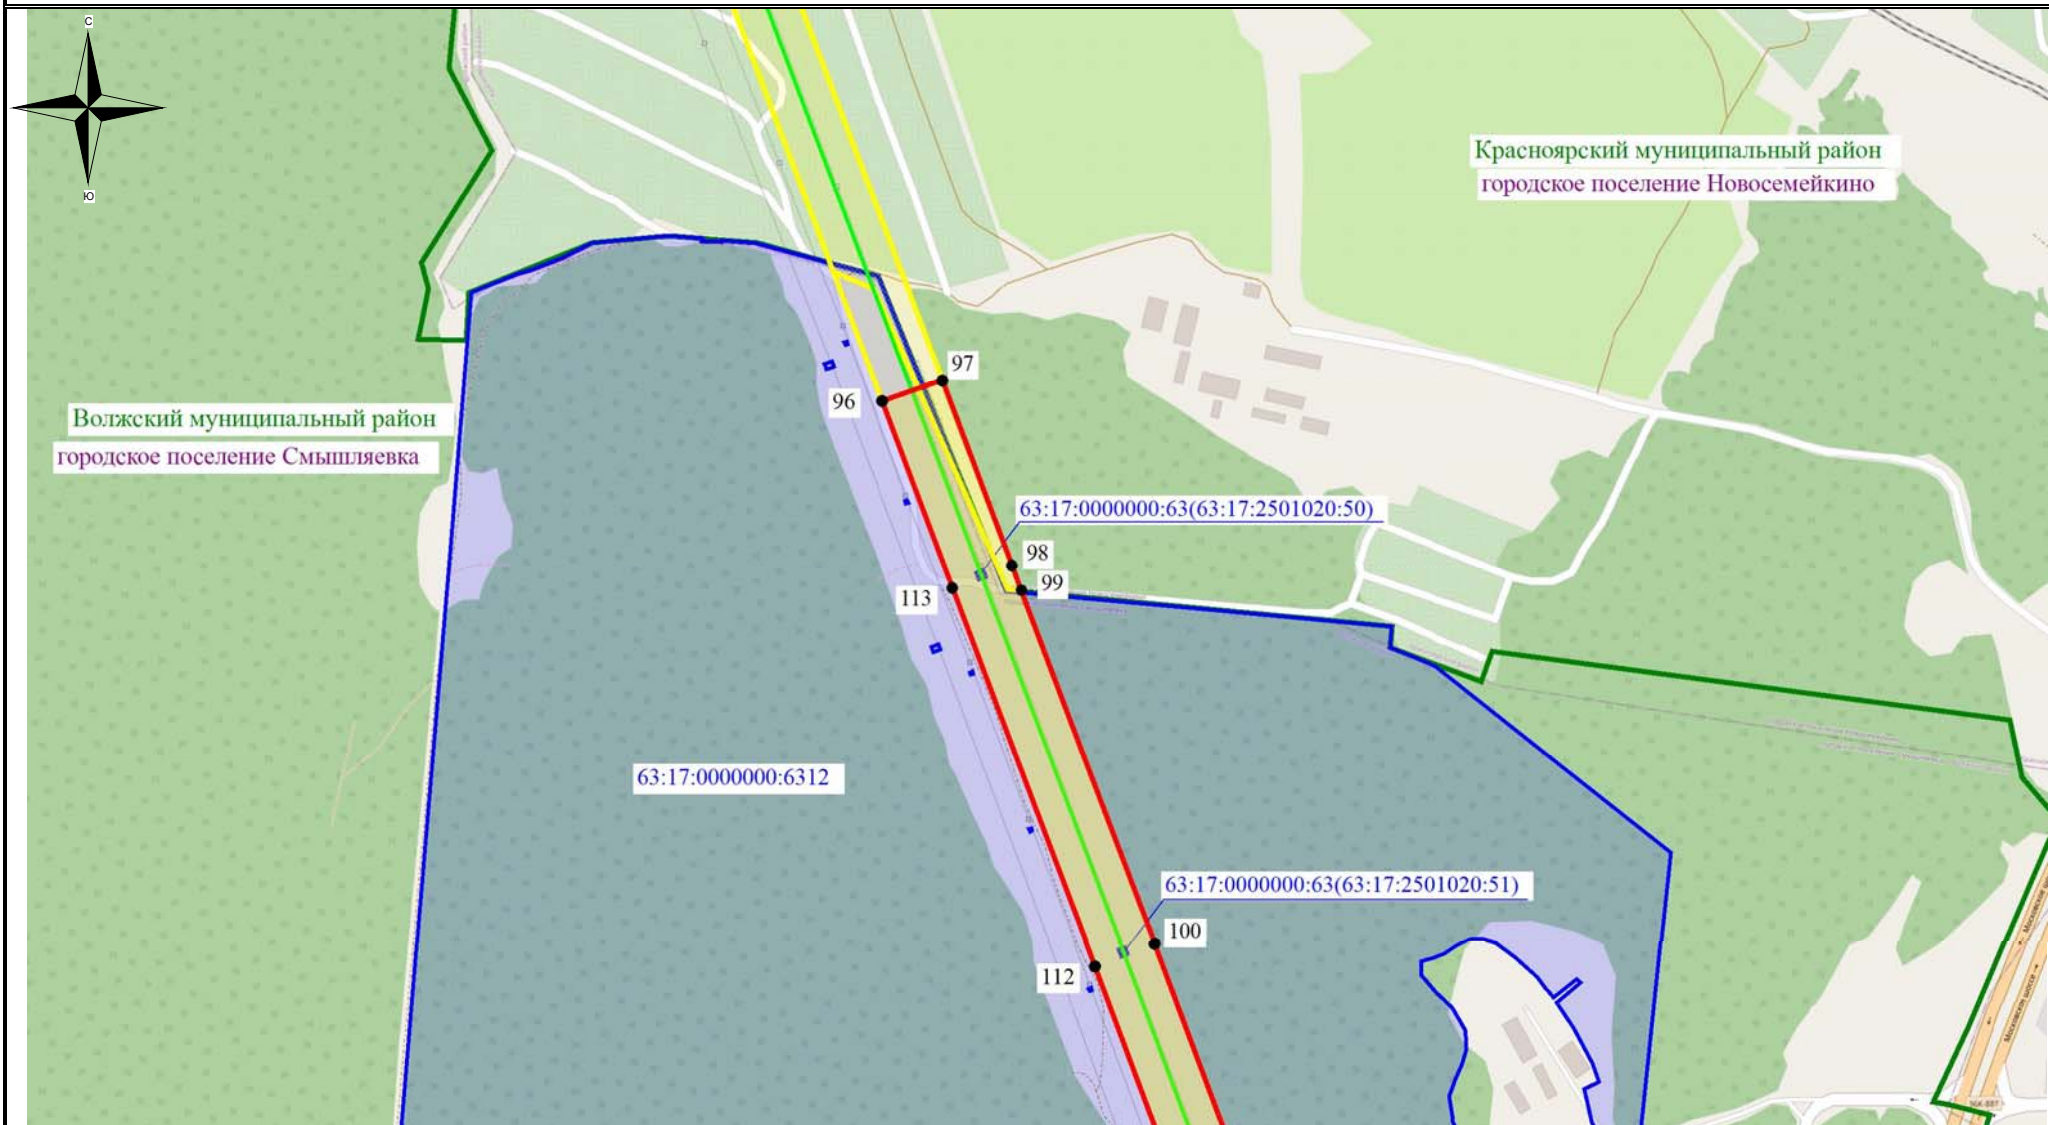 С
Ю
Красноярский муниципальный район
городское поселение Новосемейкино
97
96
Волжский муниципальный район
городское поселение Смышляевка
63:17:0000000:63(63:17:2501020:50)
98
99
113
63:17:0000000:6312
63:17:0000000:63(63:17:2501020:51)
100
112
Московское шоссе